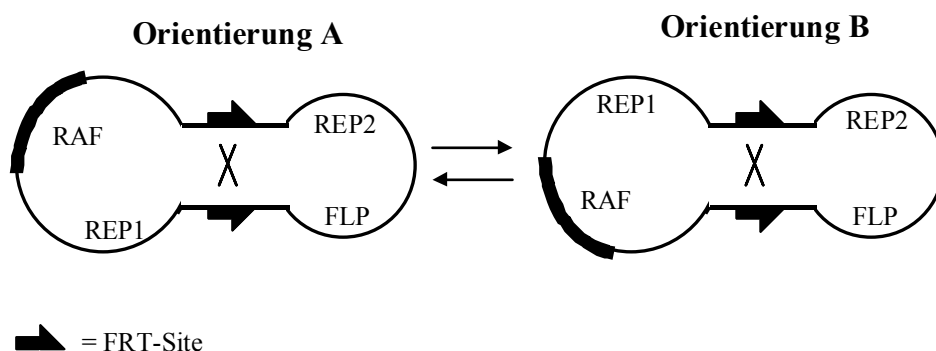 Orientierung A
RAF
REP1
REP2
FLP
Orientierung B
REP1
RAF
REP2
FLP
= FRT-Site